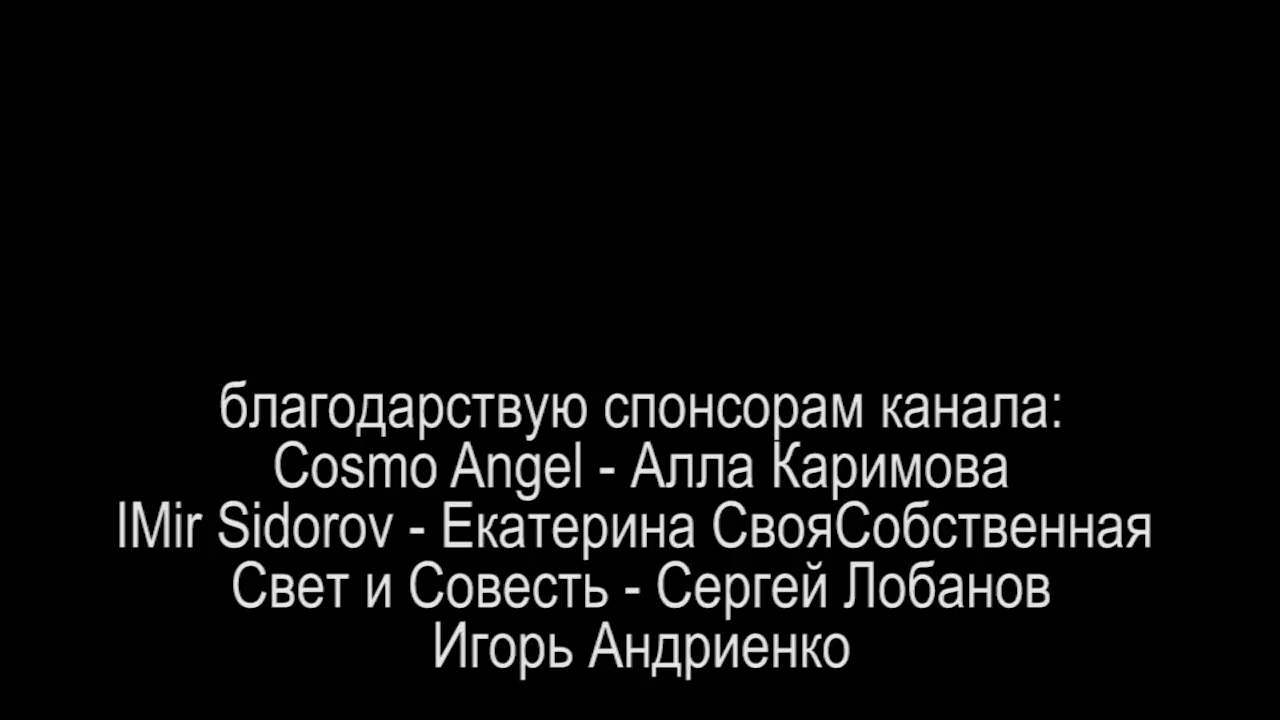 благодарствую спонсорам канала:
Cosmo Angel - Алла Каримова
IMir Sidorov - Екатерина СвояСобственная
Свет и Совесть - Сергей Лобанов
Игорь Андриенко